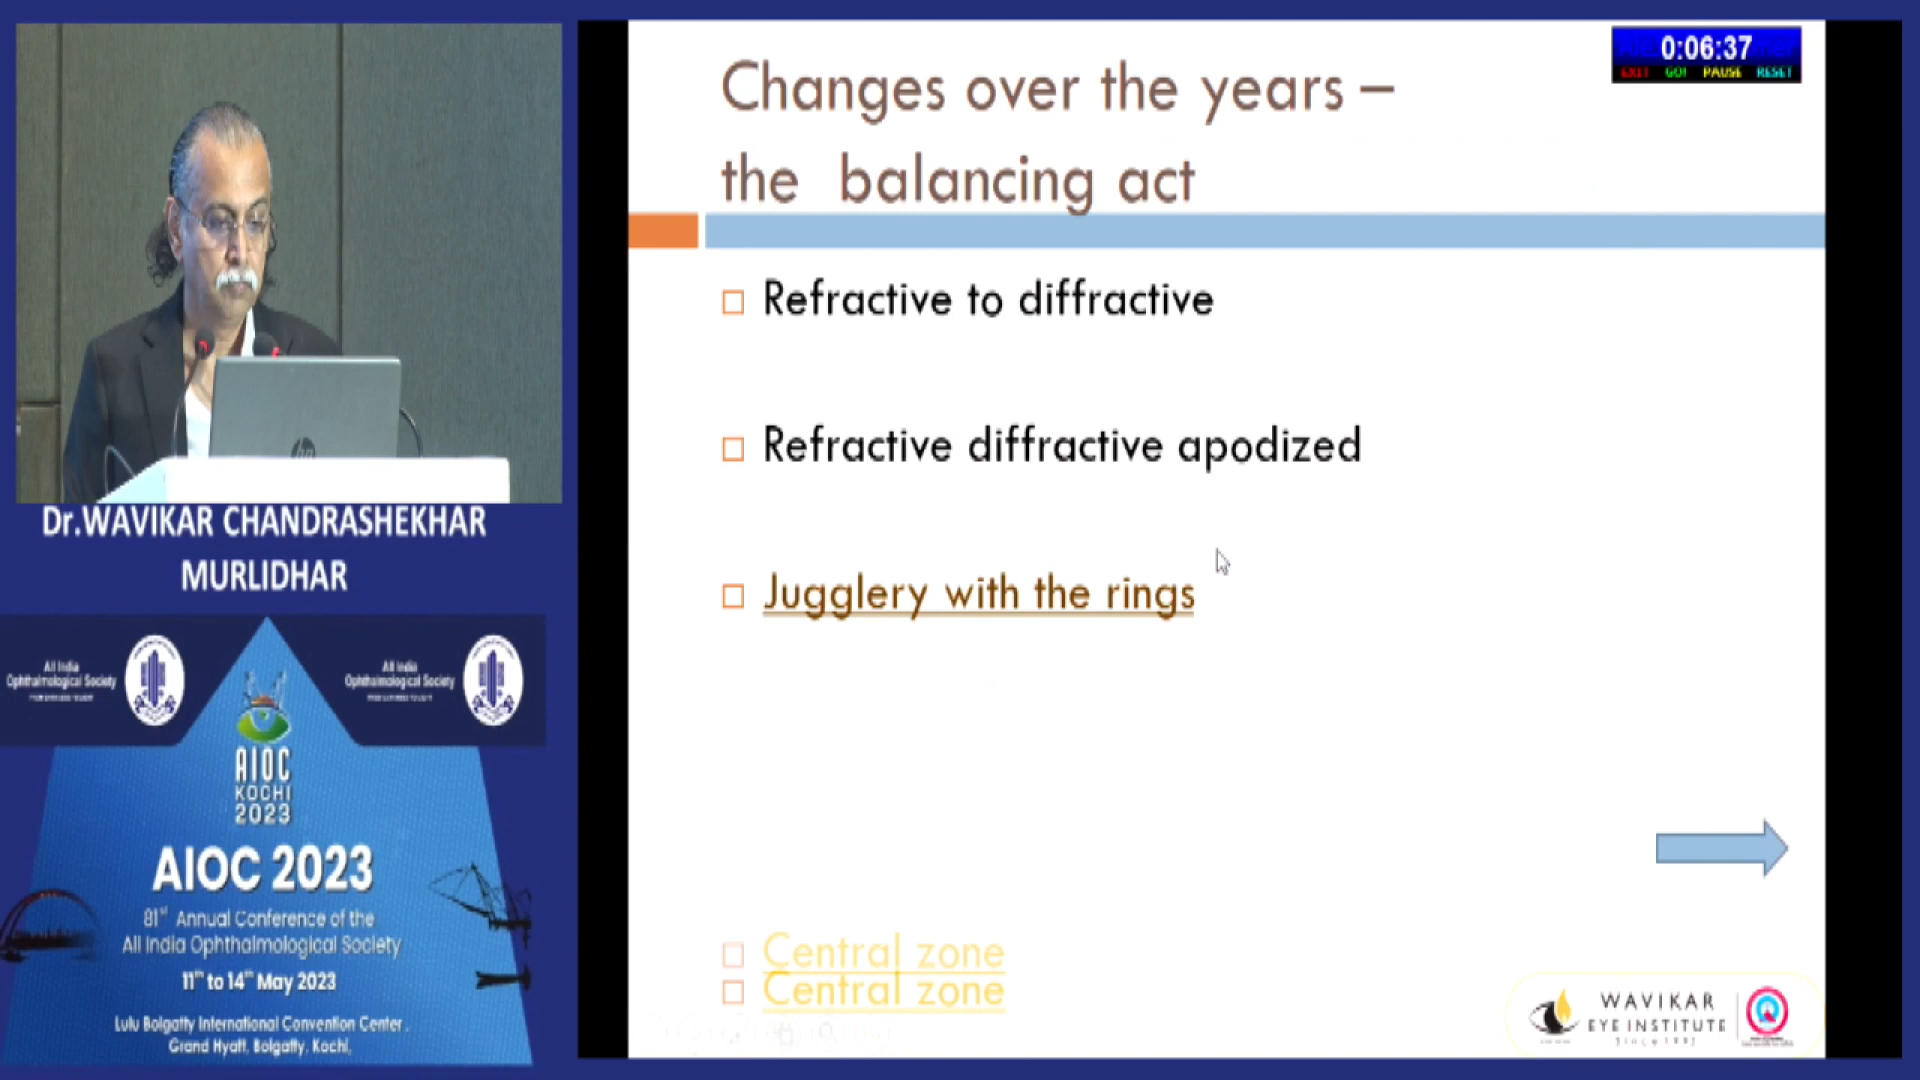 0:06:37
EXIT GO! PAUSE RESET
Changes over the years –
the balancing act
Refractive to diffractive
Refractive diffractive apodized
Jugglery with the rings
Central zone
Central zone
WAVIKAR
EYE INSTITUTE
hp
Dr.WAVIKAR CHANDRASHEKHAR
MURLIDHAR
All India
Ophthalmological Society
All India
Ophthalmological Society
AIOC
KOCHI
2023
AIOC 2023
81st Annual Conference of the
All India Ophthalmological Society
11th to 14th May 2023
Lulu Bolgatty International Convention Center.
Grand Hyatt, Bolgatty, Kochi,